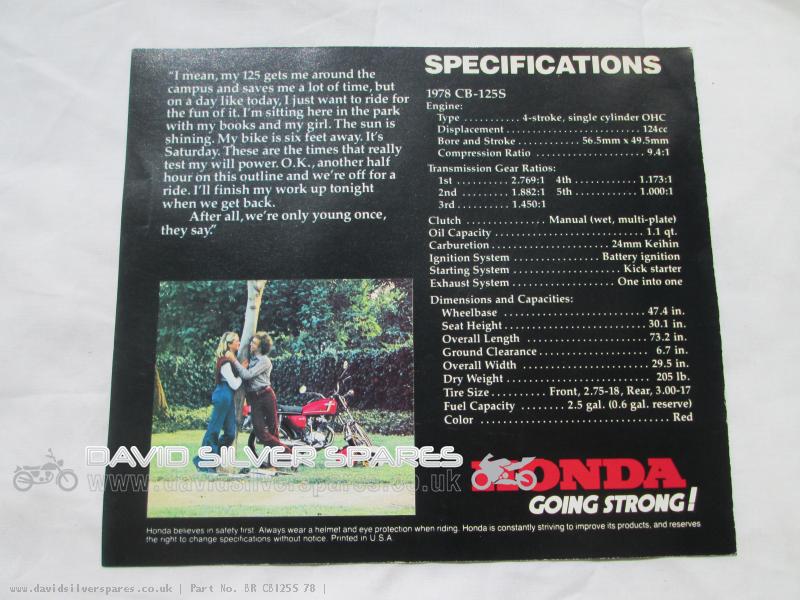 "I mean, my 125 gets me around the
campus and saves me a lot of time, but
on a day like today, I just want to ride for
the fun of it. I'm sitting here in the park
with my books and my girl. The sun is
shining. My bike is six feet away. It's
Saturday. These are the times that really
test my will power. O.K., another half
hour on this outline and we're off for a
ride. I'll finish my work up tonight
when we get back.
After all, we're only young once,
they say."
SPECIFICATIONS
1978 CB-125S
Engine:
Type . . . . . . . . . . 4-stroke, single cylinder OHC
Displacement . . . . . . . . . . . . . . . . . . . . . . . . 124cc
Bore and Stroke . . . . . . . . . . . 56.5mm x 49.5mm
Compression Ratio . . . . . . . . . . . . . . . . . . . . 9.4:1
Transmission Gear Ratios:
1st . . . . . . . . . . 2.769:1 4th . . . . . . . . . . . . 1.173:1
2nd . . . . . . . . . 1.882:1 5th . . . . . . . . . . . . 1.000:1
3rd . . . . . . . . . . 1.450:1
Clutch . . . . . . . . . . . . . . Manual (wet, multi-plate)
Oil Capacity . . . . . . . . . . . . . . . . . . . . . . . . . . 1.1 qt.
Carburetion . . . . . . . . . . . . . . . . . . . . 24mm Keihin
Ignition System . . . . . . . . . . . . . . . Battery ignition
Starting System . . . . . . . . . . . . . . . . . . . Kick starter
Exhaust System . . . . . . . . . . . . . . . . . . One into one
Dimensions and Capacities:
Wheelbase . . . . . . . . . . . . . . . . . . . . . . . . . 47.4 in.
Seat Height . . . . . . . . . . . . . . . . . . . . . . . . 30.1 in.
Overall Length . . . . . . . . . . . . . . . . . . . . . 73.2 in.
Ground Clearance . . . . . . . . . . . . . . . . . . . 6.7 in.
Overall Width . . . . . . . . . . . . . . . . . . . . . . 29.5 in.
Dry Weight . . . . . . . . . . . . . . . . . . . . . . . . 205 lb.
Tire Size . . . . . . . . . Front, 2.75-18, Rear, 3.00-17
Fuel Capacity . . . . . . . . 2.5 gal. (0.6 gal. reserve)
Color . . . . . . . . . . . . . . . . . . . . . . . . . . . . . . . Red
DAVID SILVER SPARES
www.davidsilverspares.co.uk
HONDA
GOING STRONG!
Honda believes in safety first. Always wear a helmet and eye protection when riding. Honda is constantly striving to improve its products, and reserves
the right to change specifications without notice. Printed in U.S.A.
www.davidsilverspares.co.uk | Part No. BR CB125S 78 |